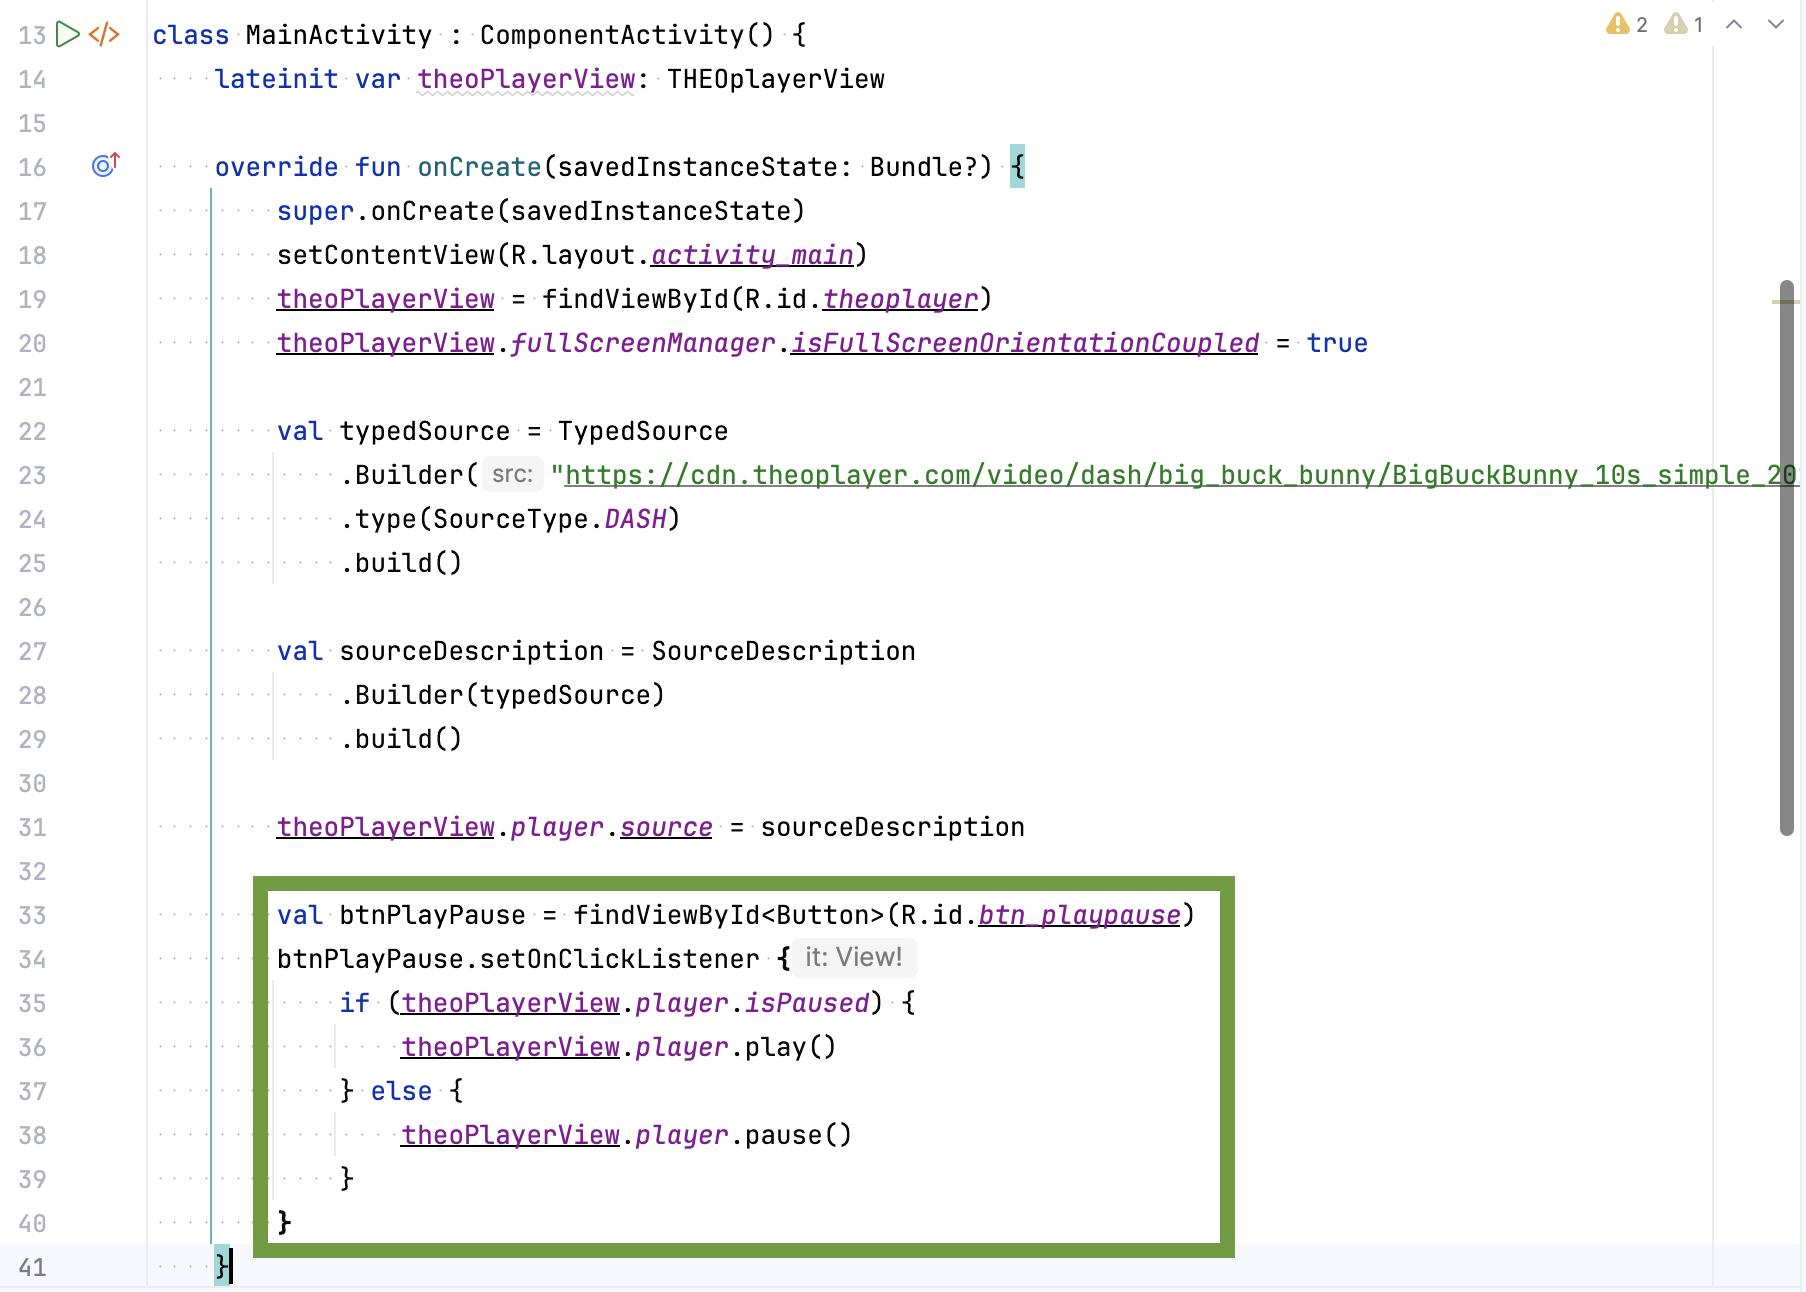 13 class MainActivity : ComponentActivity() { 2 1
14 lateinit var theoPlayerView: THEOplayerView
15
16 override fun onCreate(savedInstanceState: Bundle?) {
17 super.onCreate(savedInstanceState)
18 setContentView(R.layout.activity_main)
19 theoPlayerView = findViewById(R.id.theoplayer)
20 theoPlayerView.fullScreenManager.isFullScreenOrientationCoupled = true
21
22 val typedSource = TypedSource
23 .Builder( src: "https://cdn.theoplayer.com/video/dash/big_buck_bunny/BigBuckBunny_10s_simple_20
24 .type(SourceType.DASH)
25 .build()
26
27 val sourceDescription = SourceDescription
28 .Builder(typedSource)
29 .build()
30
31 theoPlayerView.player.source = sourceDescription
32
33 val btnPlayPause = findViewById<Button>(R.id.btn_playpause)
34 btnPlayPause.setOnClickListener { it: View!
35 if (theoPlayerView.player.isPaused) {
36 theoPlayerView.player.play()
37 } else {
38 theoPlayerView.player.pause()
39 }
40 }
41 }